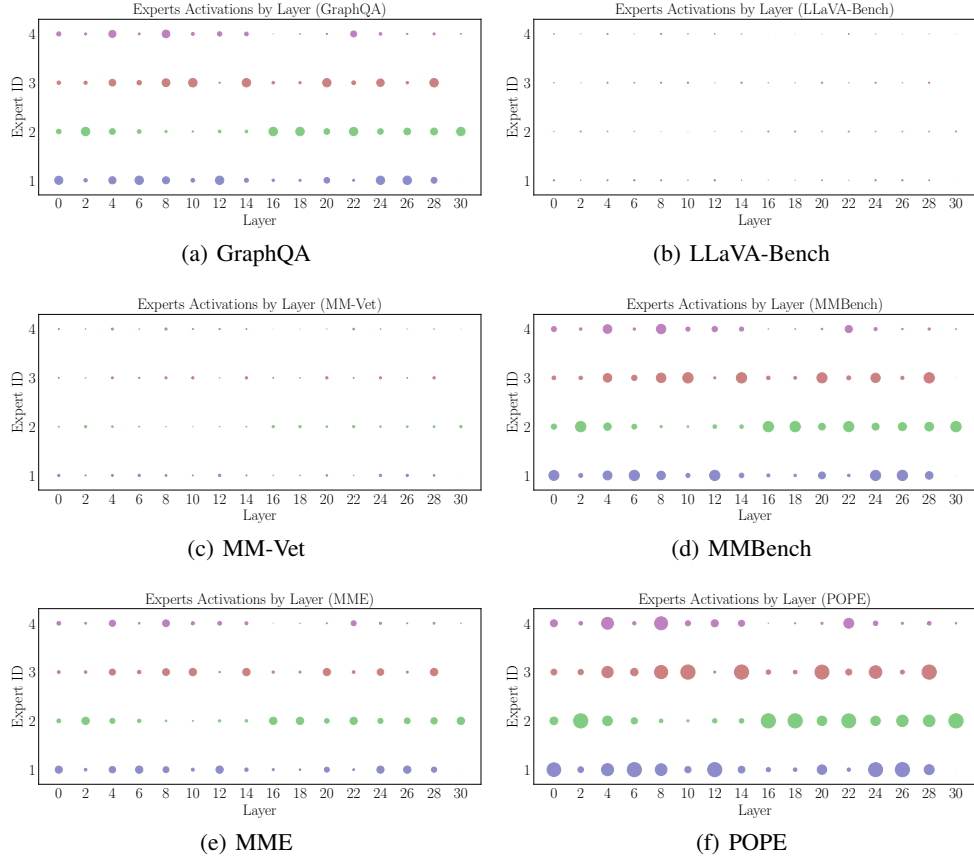 Experts Activations by Layer (GraphQA)
Expert ID
4
3
2
1
0 2 4 6 8 10 12 14 16 18 20 22 24 26 28 30
Layer
(a) GraphQA
Experts Activations by Layer (LLaVA-Bench)
Expert ID
4
3
2
1
0 2 4 6 8 10 12 14 16 18 20 22 24 26 28 30
Layer
(b) LLaVA-Bench
Experts Activations by Layer (MM-Vet)
Expert ID
4
3
2
1
0 2 4 6 8 10 12 14 16 18 20 22 24 26 28 30
Layer
(c) MM-Vet
Experts Activations by Layer (MMBench)
Expert ID
4
3
2
1
0 2 4 6 8 10 12 14 16 18 20 22 24 26 28 30
Layer
(d) MMBench
Experts Activations by Layer (MME)
Expert ID
4
3
2
1
0 2 4 6 8 10 12 14 16 18 20 22 24 26 28 30
Layer
(e) MME
Experts Activations by Layer (POPE)
Expert ID
4
3
2
1
0 2 4 6 8 10 12 14 16 18 20 22 24 26 28 30
Layer
(f) POPE